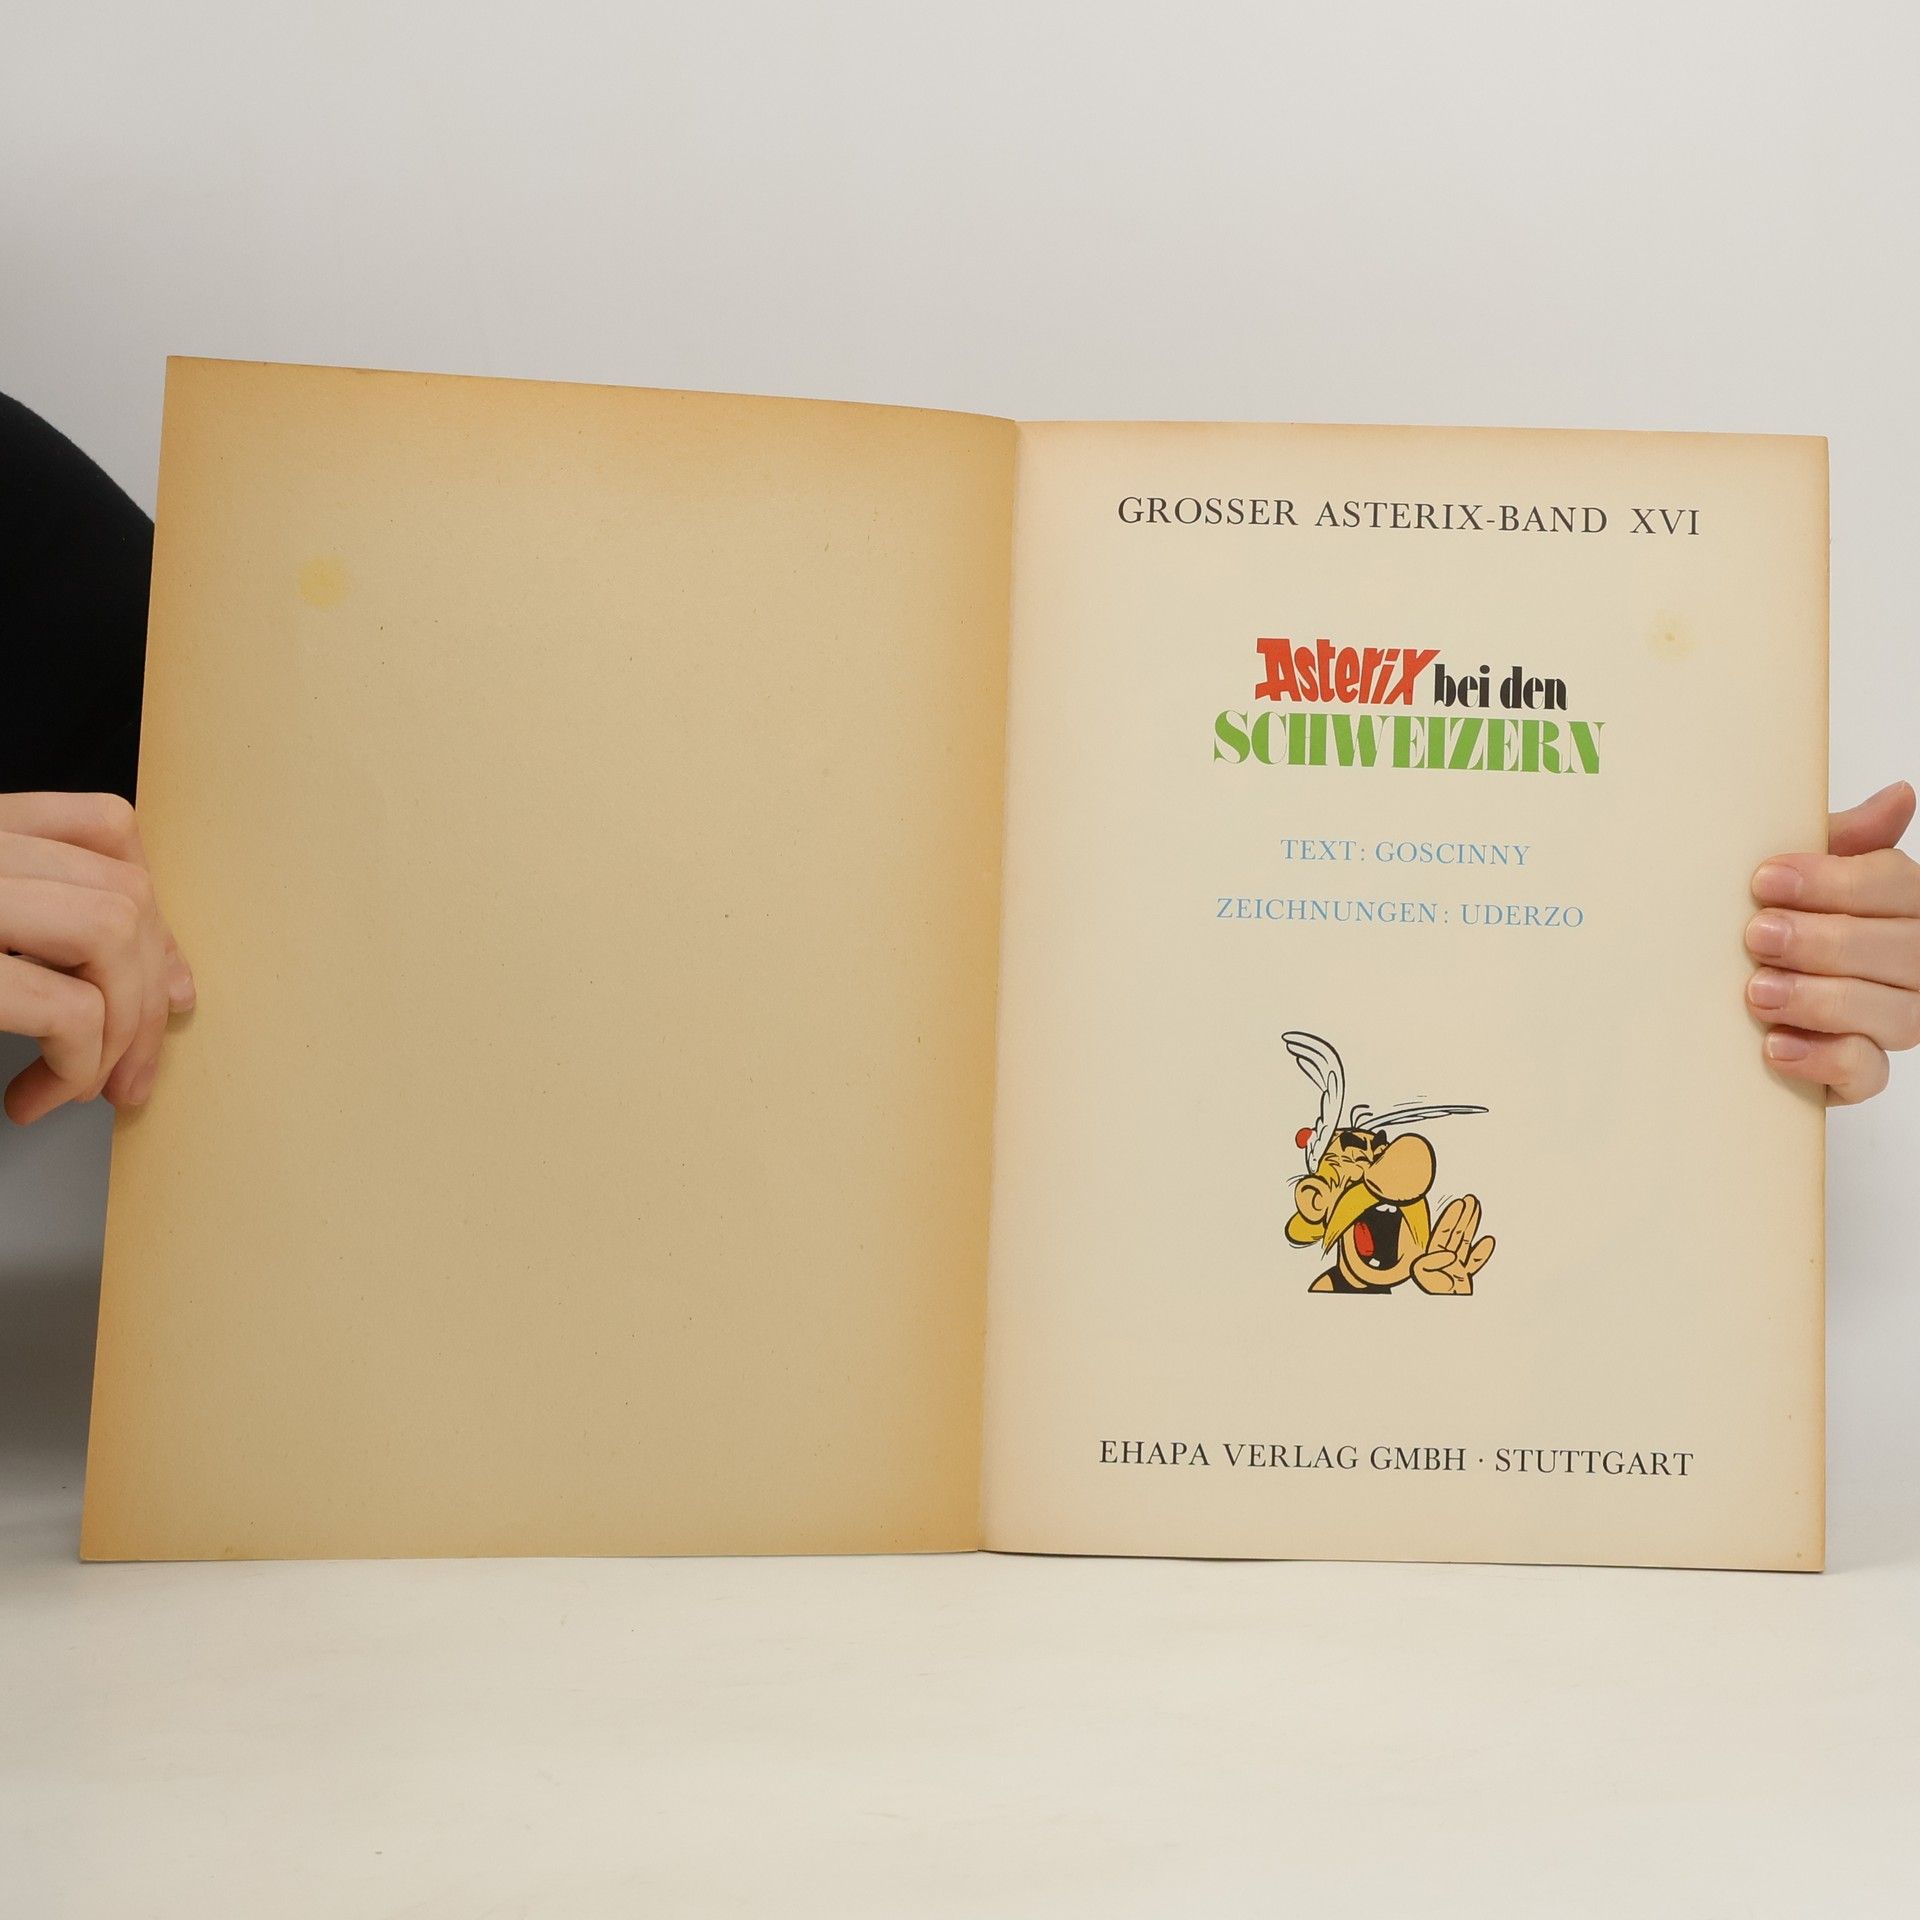 GROSSER ASTERIX-BAND XVI
Asterix bei den
SCHWEIZERN
TEXT: GOSCINNY
ZEICHNUNGEN: UDERZO
EHAPA VERLAG GMBH · STUTTGART